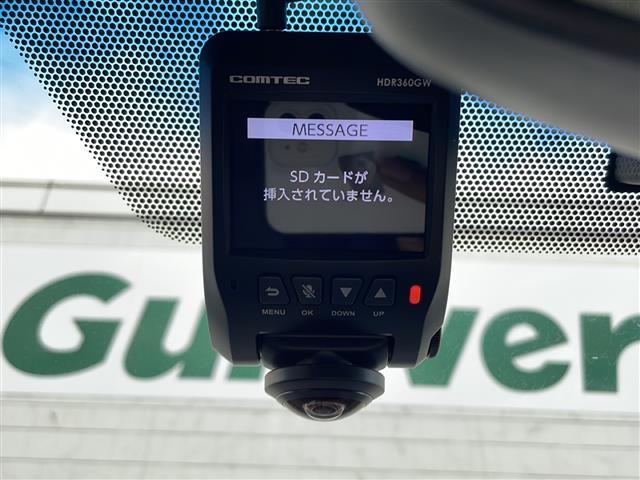 COMTEC HDR360GW
MESSAGE
SDカードが
挿入されていません。
MENU OK DOWN UP